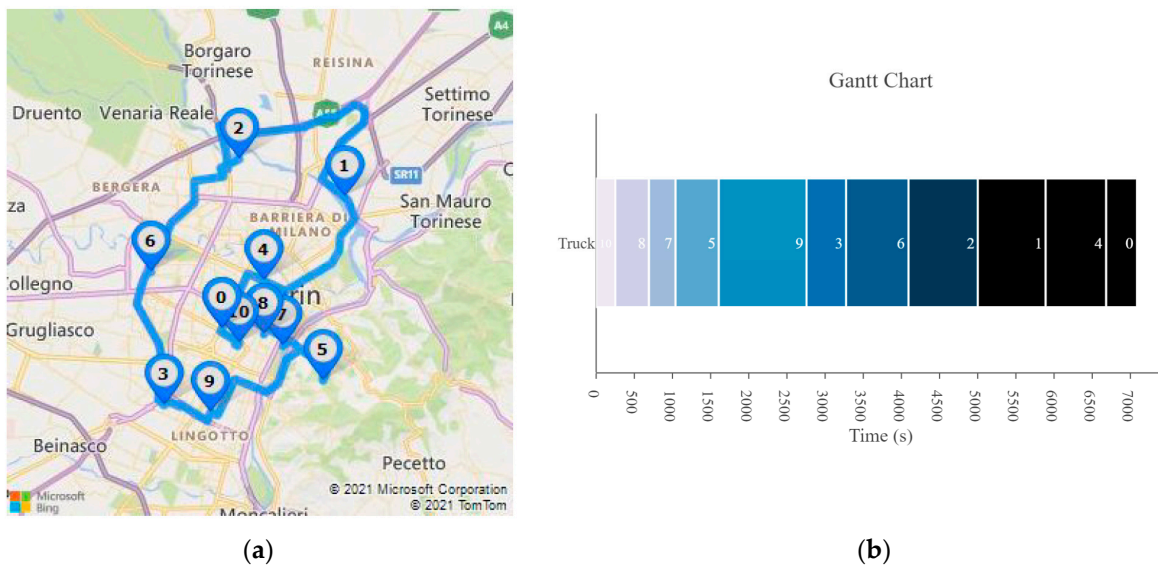 A4
Borgaro
Torinese
REISINA
Settimo
Torinese
Druento
Venaria Reale
2
1
SR11
BERGERA
San Mauro
Torinese
BARRIERA DI
MILANO
6
4
Collegno
0
10
8
7
5
Grugliasco
3
9
LINGOTTO
Beinasco
Pecetto
© 2021 Microsoft Corporation
© 2021 TomTom
Microsoft
Bing
Moncalieri
(a)
Gantt Chart
Truck
10 8 7 5 9 3 6 2 1 4 0
0 500 1000 1500 2000 2500 3000 3500 4000 4500 5000 5500 6000 6500 7000
Time (s)
(b)